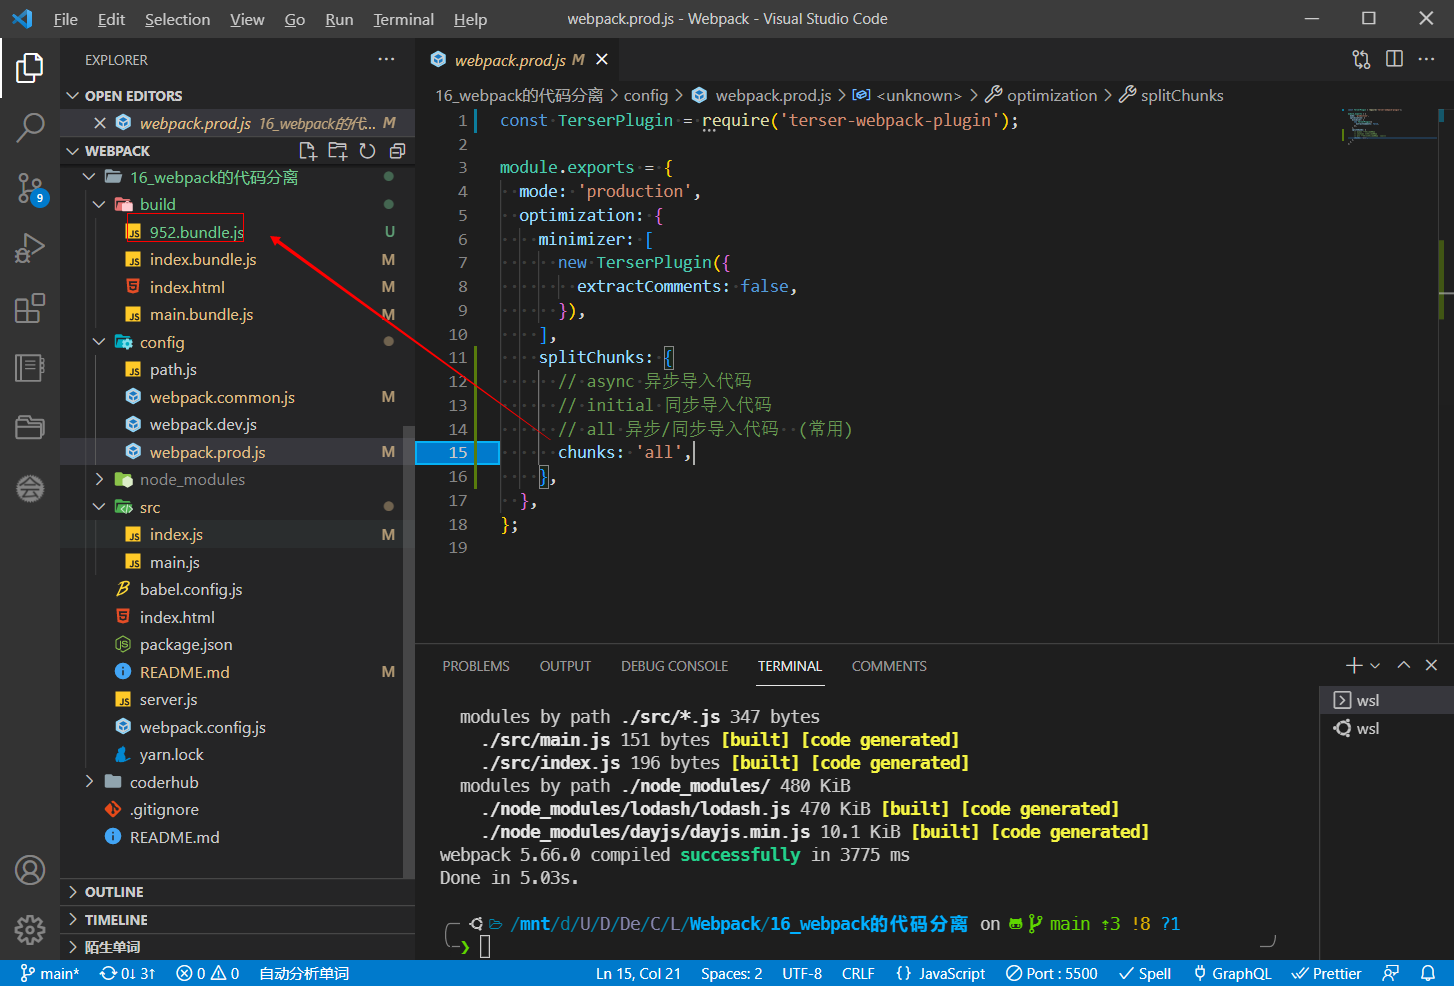 File Edit Selection View Go Run Terminal Help
webpack.prod.js - Webpack - Visual Studio Code
EXPLORER
OPEN EDITORS
webpack.prod.js 16_webpack的代... M
WEBPACK
16_webpack的代码分离
build
952.bundle.js U
index.bundle.js M
index.html M
main.bundle.js M
config
path.js
webpack.common.js M
webpack.dev.js
webpack.prod.js M
node_modules
src
index.js M
main.js
babel.config.js
index.html
package.json
README.md M
server.js
webpack.config.js
yarn.lock
coderhub
.gitignore
README.md
OUTLINE
TIMELINE
陌生单词
9
会
webpack.prod.js M
16_webpack的代码分离 > config > webpack.prod.js > <unknown> > optimization > splitChunks
1 const TerserPlugin = require('terser-webpack-plugin');
2
3 module.exports = {
4 mode: 'production',
5 optimization: {
6 minimizer: [
7 new TerserPlugin({
8 extractComments: false,
9 }),
10 ],
11 splitChunks: {
12 // async 异步导入代码
13 // initial 同步导入代码
14 // all 异步/同步导入代码 (常用)
15 chunks: 'all',
16 },
17 },
18 };
19
PROBLEMS OUTPUT DEBUG CONSOLE TERMINAL COMMENTS
modules by path ./src/*.js 347 bytes
./src/main.js 151 bytes [built] [code generated]
./src/index.js 196 bytes [built] [code generated]
modules by path ./node_modules/ 480 KiB
./node_modules/lodash/lodash.js 470 KiB [built] [code generated]
./node_modules/dayjs/dayjs.min.js 10.1 KiB [built] [code generated]
webpack 5.66.0 compiled successfully in 3775 ms
Done in 5.03s.
/mnt/d/U/D/De/C/L/Webpack/16_webpack的代码分离 on main ⇡3 !8 ?1
❯
wsl
wsl
main* 0↓ 3↑ 0 0 自动分析单词
Ln 15, Col 21 Spaces: 2 UTF-8 CRLF {} JavaScript Port : 5500 Spell GraphQL Prettier